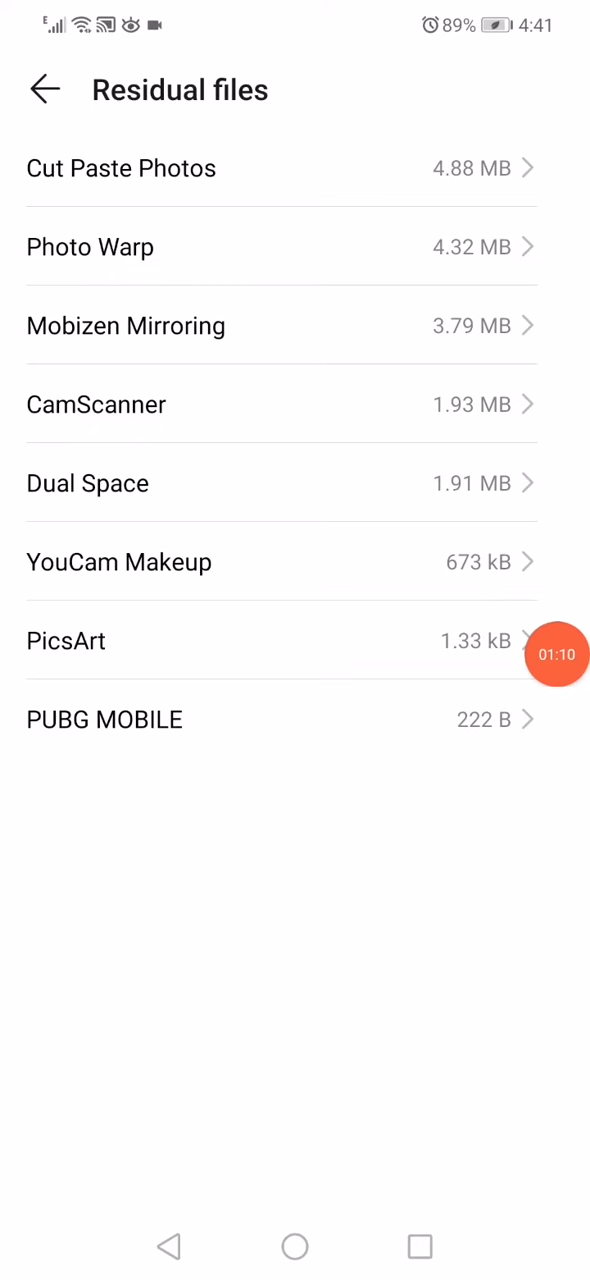 E 89% 4:41
Residual files
Cut Paste Photos 4.88 MB
Photo Warp 4.32 MB
Mobizen Mirroring 3.79 MB
CamScanner 1.93 MB
Dual Space 1.91 MB
YouCam Makeup 673 kB
PicsArt 1.33 kB
01:10
PUBG MOBILE 222 B